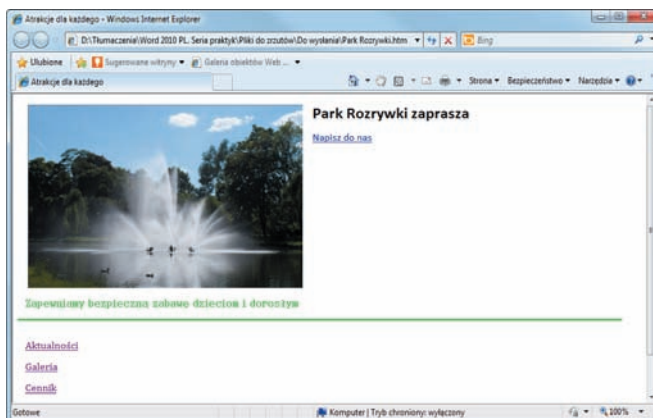 Atrakcje dla każdego - Windows Internet Explorer
D:\Tłumaczenia\Word 2010 PL. Seria praktyk\Pliki do zrzutów\Do wysłania\Park Rozrywki.htm
Bing
Ulubione Sugerowane witryny Galeria obiektów Web ...
Atrakcje dla każdego
Strona Bezpieczeństwo Narzędzia
Park Rozrywki zaprasza
Napisz do nas
Zapewniamy bezpieczną zabawę dzieciom i dorosłym
Aktualności
Galeria
Cennik
Gotowe Komputer | Tryb chroniony: wyłączony 100%